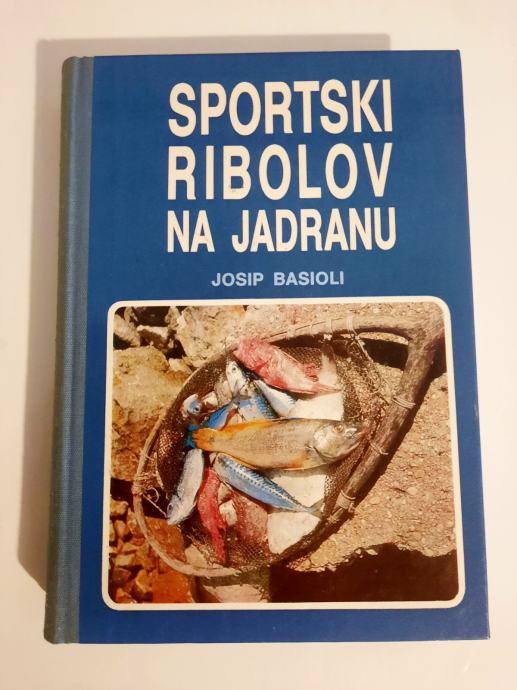 SPORTSKI
RIBOLOV
NA JADRANU
JOSIP BASIOLI